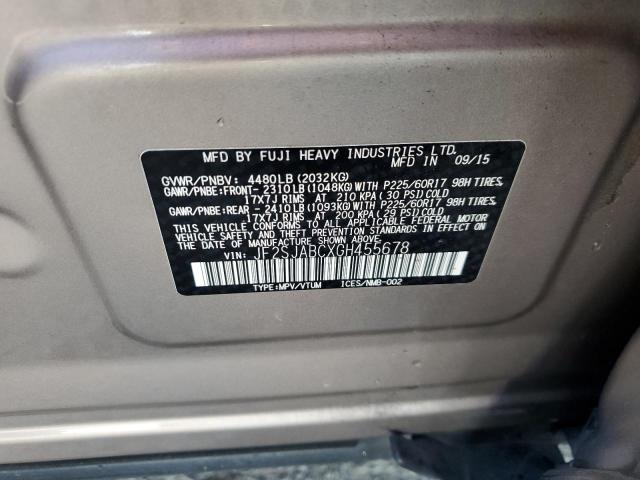 MFD BY FUJI HEAVY INDUSTRIES LTD.
MADE IN JAPAN 09/15
GVWR/PNBV: 4480LB (2032KG)
GAWR/PNBE:FRONT- 2310LB (1048KG) WITH P225/60R17 98H TIRES,
17X7J RIMS AT 210 KPA ( 30 PSI) COLD
GAWR/PNBE:REAR - 2410LB (1093KG) WITH P225/60R17 98H TIRES,
17X7J RIMS AT 200 KPA (29 PSI) COLD
THIS VEHICLE CONFORMS TO ALL APPLICABLE FEDERAL MOTOR
VEHICLE SAFETY AND THEFT PREVENTION STANDARDS IN EFFECT
ON THE DATE OF MANUFACTURE SHOWN ABOVE.
VIN: JF2SJABCXGH455678
TYPE:MPV/VTUM ICES/NMB-002